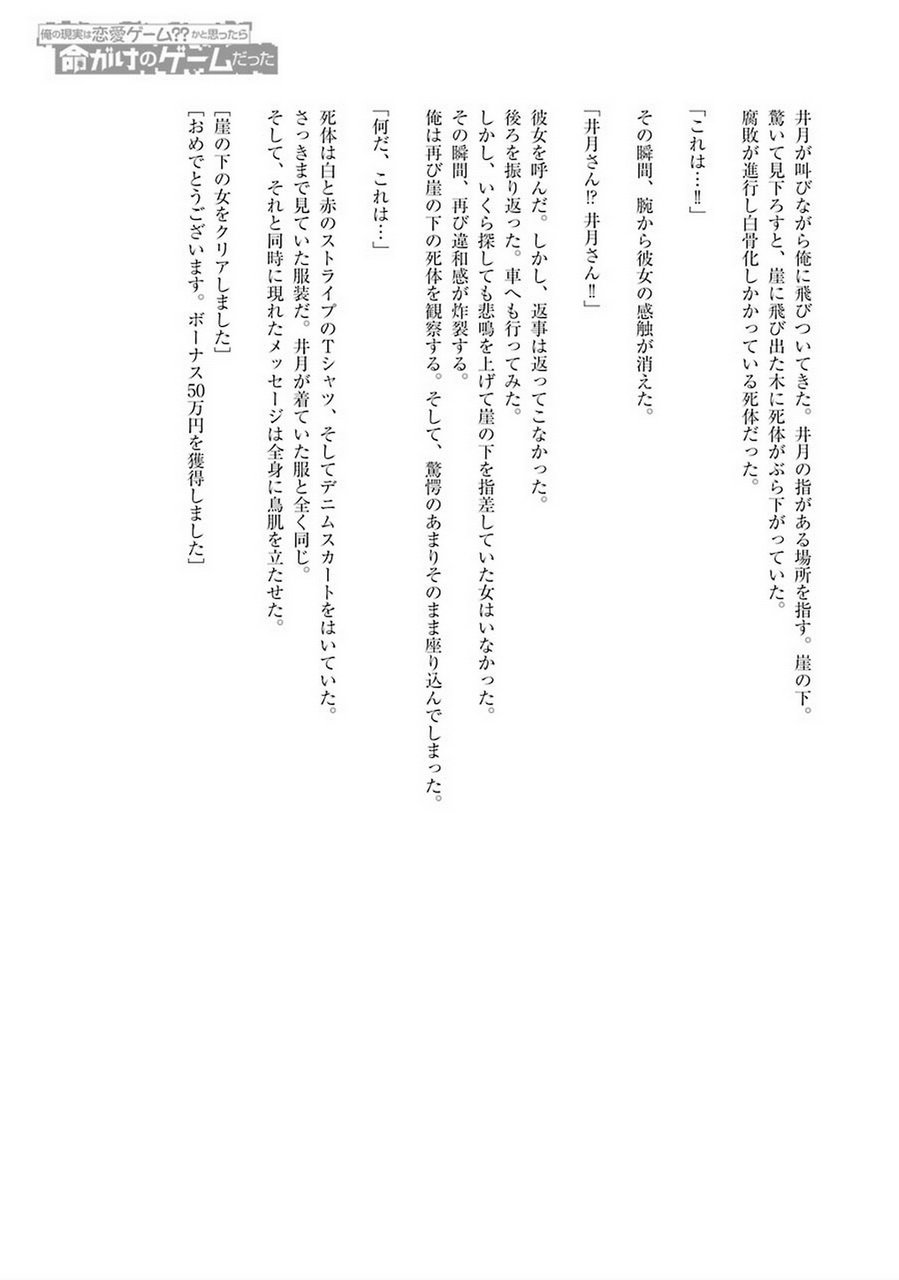 俺の現実は恋愛ゲーム??かと思ったら
命がけのゲームだった
井月が叫びながら俺に飛びついてきた。井月の指がある場所を指す。崖の下。
驚いて見下ろすと、崖に飛び出た木に死体がぶら下がっていた。
腐敗が進行し白骨化しかかっている死体だった。
「これは…!!」
その瞬間、腕から彼女の感触が消えた。
「井月さん!? 井月さん!!」
彼女を呼んだ。しかし、返事は返ってこなかった。
後ろを振り返った。車へも行ってみた。
しかし、いくら探しても悲鳴を上げて崖の下を指差していた女はいなかった。
その瞬間、再び違和感が炸裂する。
俺は再び崖の下の死体を観察する。そして、驚愕のあまりそのまま座り込んでしまった。
「何だ、これは…」
死体は白と赤のストライプのTシャツ、そしてデニムスカートをはいていた。
さっきまで見ていた服装だ。井月が着ていた服と全く同じ。
そして、それと同時に現れたメッセージは全身に鳥肌を立たせた。
[崖の下の女をクリアしました]
[おめでとうございます。ボーナス50万円を獲得しました]